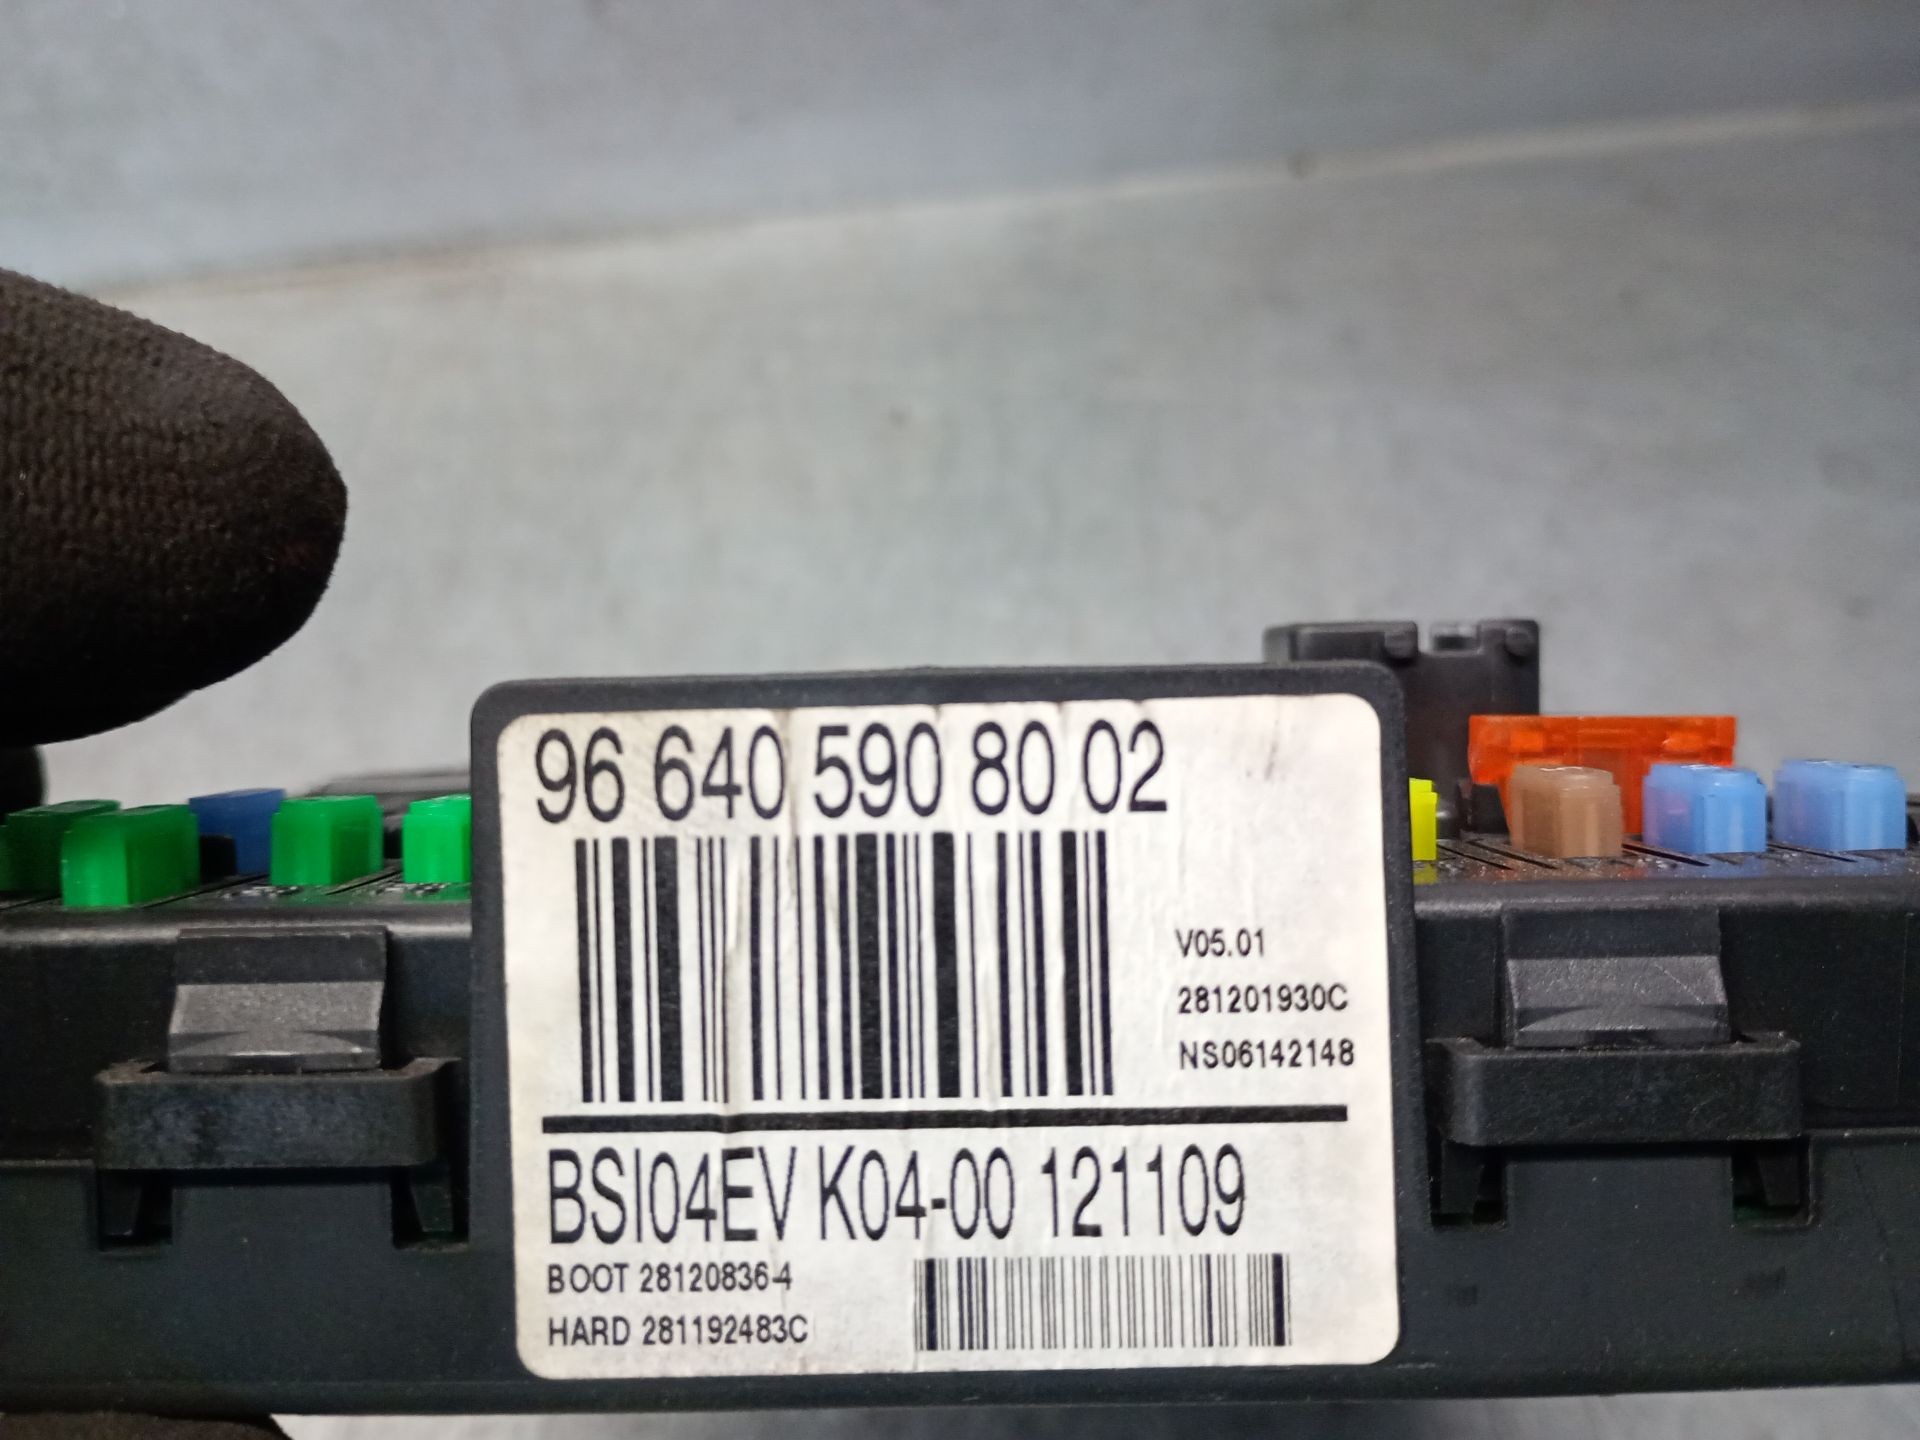 96 640 590 80 02
V05.01
281201930C
NS06142148
BSI04EV K04-00 121109
BOOT 28120836-4
HARD 281192483C